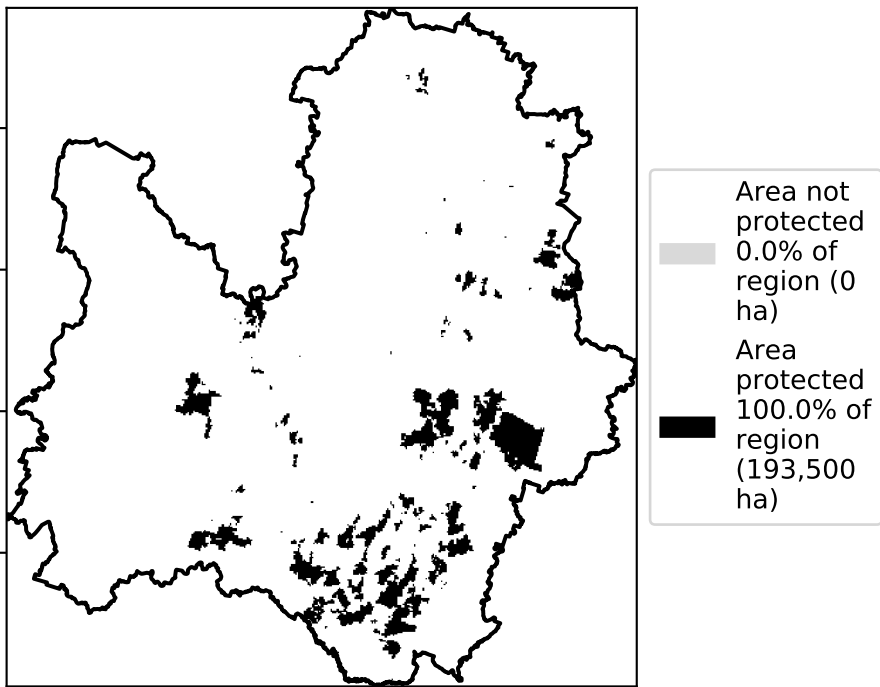 Area not
protected
0.0% of
region (0
ha)
Area
protected
100.0% of
region
(193,500
ha)